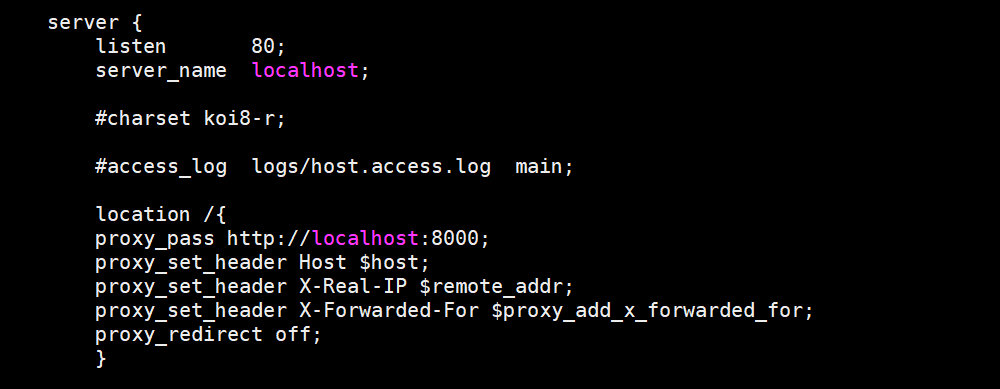 server {
    listen       80;
    server_name  localhost;
    #charset koi8-r;
    #access_log  logs/host.access.log  main;
    location /{
    proxy_pass http://localhost:8000;
    proxy_set_header Host $host;
    proxy_set_header X-Real-IP $remote_addr;
    proxy_set_header X-Forwarded-For $proxy_add_x_forwarded_for;
    proxy_redirect off;
    }